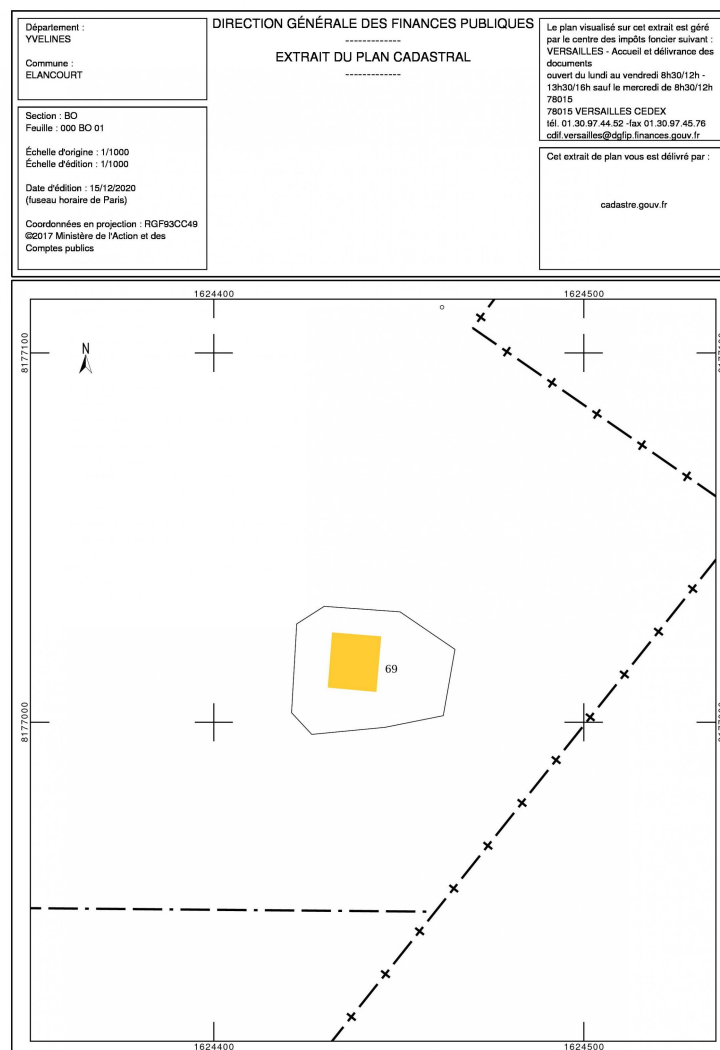 Département :
YVELINES
Commune :
ELANCOURT
Section : BO
Feuille : 000 BO 01
Échelle d'origine : 1/1000
Échelle d'édition : 1/1000
Date d'édition : 15/12/2020
(fuseau horaire de Paris)
Coordonnées en projection : RGF93CC49
©2017 Ministère de l'Action et des
Comptes publics
DIRECTION GÉNÉRALE DES FINANCES PUBLIQUES
-------------
EXTRAIT DU PLAN CADASTRAL
-------------
Le plan visualisé sur cet extrait est géré
par le centre des impôts foncier suivant :
VERSAILLES - Accueil et délivrance des
documents
ouvert du lundi au vendredi 8h30/12h -
13h30/16h sauf le mercredi de 8h30/12h
78015
78015 VERSAILLES CEDEX
tél. 01.30.97.44.52 -fax 01.30.97.45.76
cdif.versailles@dgfip.finances.gouv.fr
Cet extrait de plan vous est délivré par :
cadastre.gouv.fr
1624400
1624500
8177100
8177100
N
69
8177000
8177000
1624400
1624500